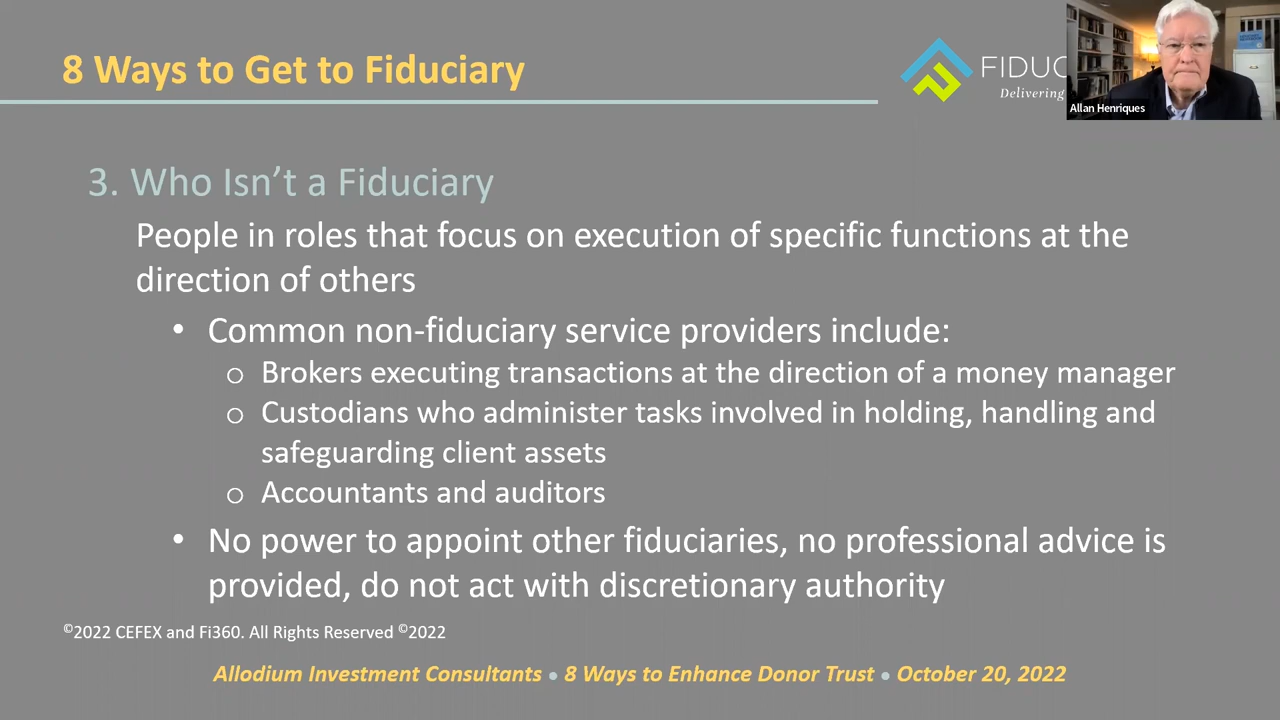 8 Ways to Get to Fiduciary
FIDUC
Delivering
Allan Henriques
3. Who Isn’t a Fiduciary
People in roles that focus on execution of specific functions at the
direction of others
• Common non-fiduciary service providers include:
o Brokers executing transactions at the direction of a money manager
o Custodians who administer tasks involved in holding, handling and
safeguarding client assets
o Accountants and auditors
• No power to appoint other fiduciaries, no professional advice is
provided, do not act with discretionary authority
©2022 CEFEX and Fi360. All Rights Reserved ©2022
Allodium Investment Consultants • 8 Ways to Enhance Donor Trust • October 20, 2022